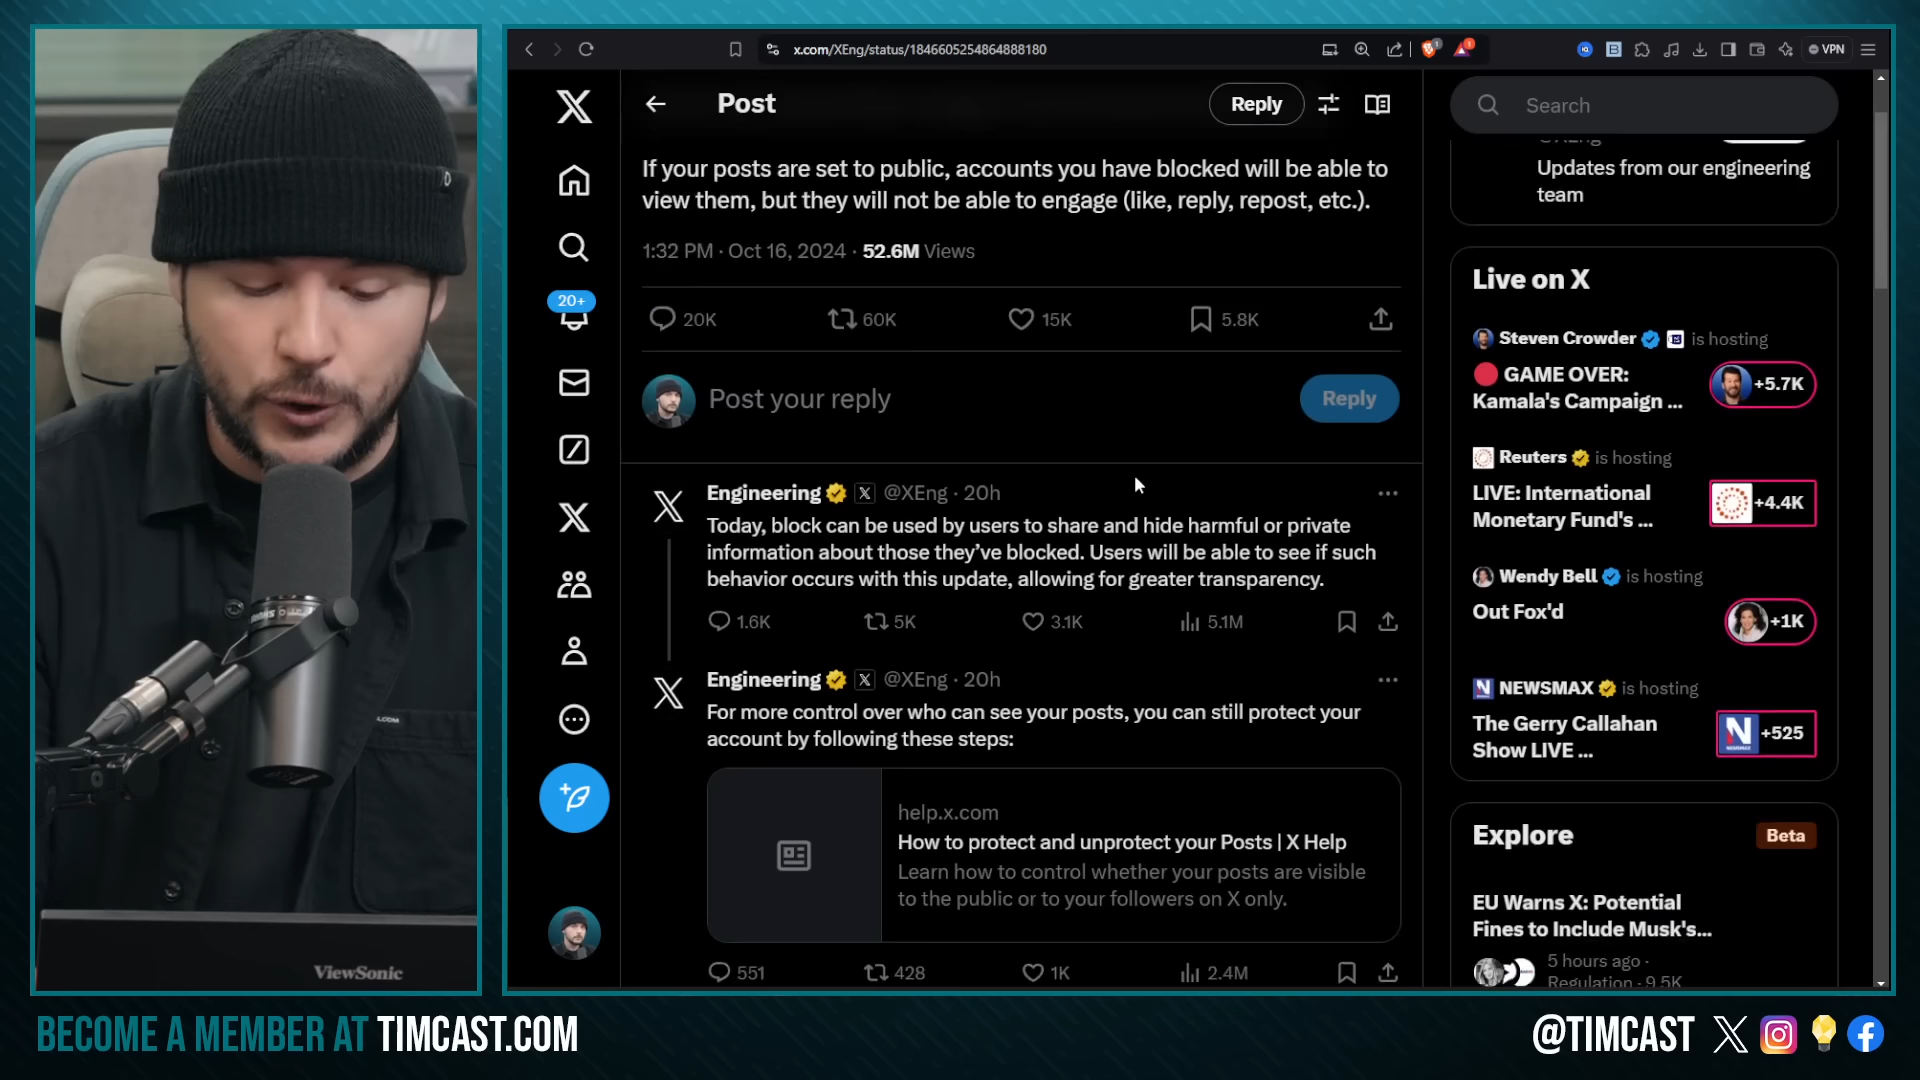 x.com/XEng/status/1846605254864888180
VPN
Post
Reply
If your posts are set to public, accounts you have blocked will be able to
view them, but they will not be able to engage (like, reply, repost, etc.).
1:32 PM · Oct 16, 2024 · 52.6M Views
20K 60K 15K 5.8K
20+
Post your reply
Reply
Engineering @XEng · 20h
Today, block can be used by users to share and hide harmful or private
information about those they've blocked. Users will be able to see if such
behavior occurs with this update, allowing for greater transparency.
1.6K 5K 3.1K 5.1M
Engineering @XEng · 20h
For more control over who can see your posts, you can still protect your
account by following these steps:
help.x.com
How to protect and unprotect your Posts | X Help
Learn how to control whether your posts are visible
to the public or to your followers on X only.
551 428 1K 2.4M
Search
@XEng
Updates from our engineering
team
Live on X
Steven Crowder is hosting
GAME OVER:
Kamala's Campaign ...
+5.7K
Reuters is hosting
LIVE: International
Monetary Fund's ...
+4.4K
Wendy Bell is hosting
Out Fox'd
+1K
NEWSMAX is hosting
The Gerry Callahan
Show LIVE ...
+525
Explore
Beta
EU Warns X: Potential
Fines to Include Musk's...
5 hours ago ·
Regulation · 9.5K
ViewSonic
BECOME A MEMBER AT TIMCAST.COM
@TIMCAST